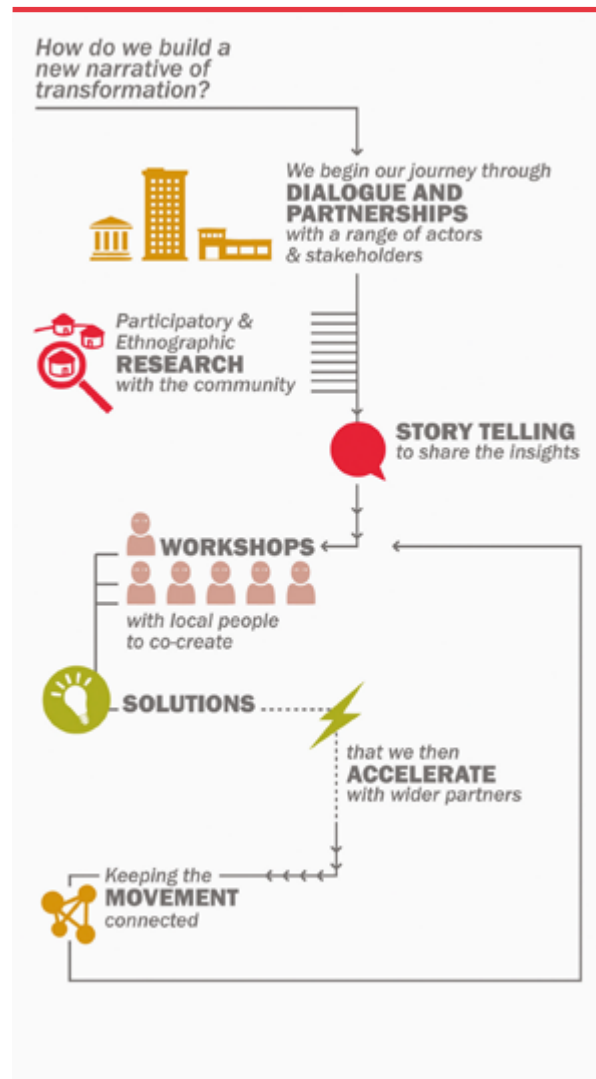 How do we build a
new narrative of
transformation?
We begin our journey through
DIALOGUE AND
PARTNERSHIPS
with a range of actors
& stakeholders
Participatory &
Ethnographic
RESEARCH
with the community
STORY TELLING
to share the insights
WORKSHOPS
with local people
to co-create
SOLUTIONS
that we then
ACCELERATE
with wider partners
Keeping the
MOVEMENT
connected